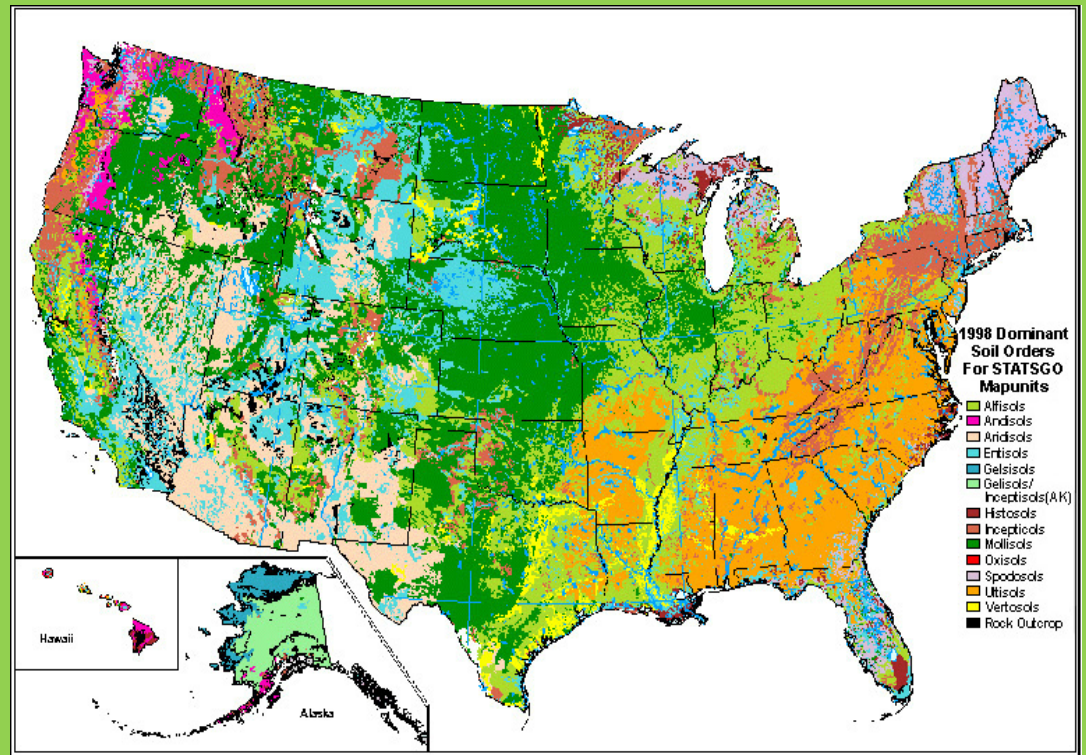 1998 Dominant
Soil Orders
For STATSGO
Mapunits
Alfisols
Andisols
Aridisols
Entisols
Gelsisols
Gelisols/
Inceptisols(AK)
Histosols
Incepticols
Mollisols
Oxisols
Spodosols
Ultisols
Vertosols
Rock Outcrop
Hawaii
Alaska